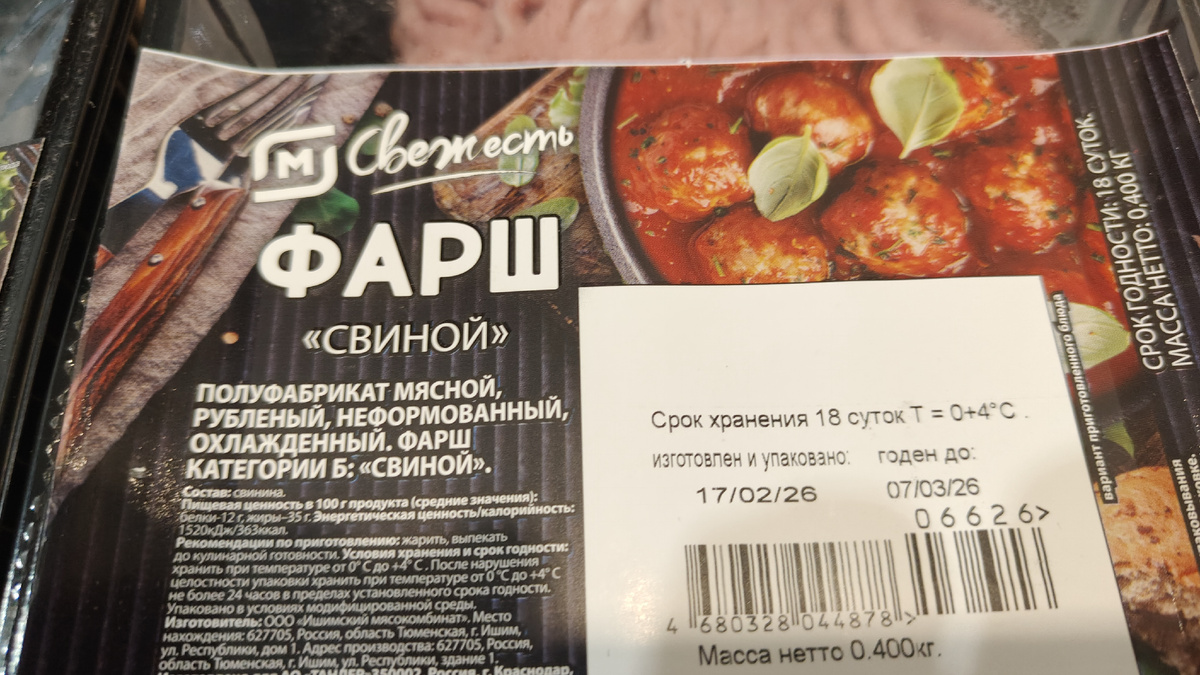 М Свежесть
ФАРШ
«СВИНОЙ»
ПОЛУФАБРИКАТ МЯСНОЙ,
РУБЛЕНЫЙ, НЕФОРМОВАННЫЙ,
ОХЛАЖДЕННЫЙ. ФАРШ
КАТЕГОРИИ Б: «СВИНОЙ».
Состав: свинина.
Пищевая ценность в 100 г продукта (средние значения):
белки-12 г, жиры-35 г. Энергетическая ценность/калорийность:
1520кДж/363ккал.
Рекомендации по приготовлению: жарить, выпекать
до кулинарной готовности. Условия хранения и срок годности:
хранить при температуре от 0°С до +4°С. После нарушения
целостности упаковки хранить при температуре от 0°С до +4°С
не более 24 часов в пределах установленного срока годности.
Упаковано в условиях модифицированной среды.
Изготовитель: ООО «Ишимский мясокомбинат». Место
нахождения: 627705, Россия, область Тюменская, г. Ишим,
ул. Республики, дом 1. Адрес производства: 627705, Россия,
область Тюменская, г. Ишим, ул. Республики, здание 1.
АО «ТАНДЕР» 350002, Россия, г. Краснодар,
Срок хранения 18 суток Т = 0+4°С .
изготовлен и упаковано: годен до:
17/02/26 07/03/26
06626>
4 680328 044878 >
Масса нетто 0.400кг.
СРОК ГОДНОСТИ: 18 СУТОК.
МАССА НЕТТО: 0,400 КГ
вариант приготовленного блюда